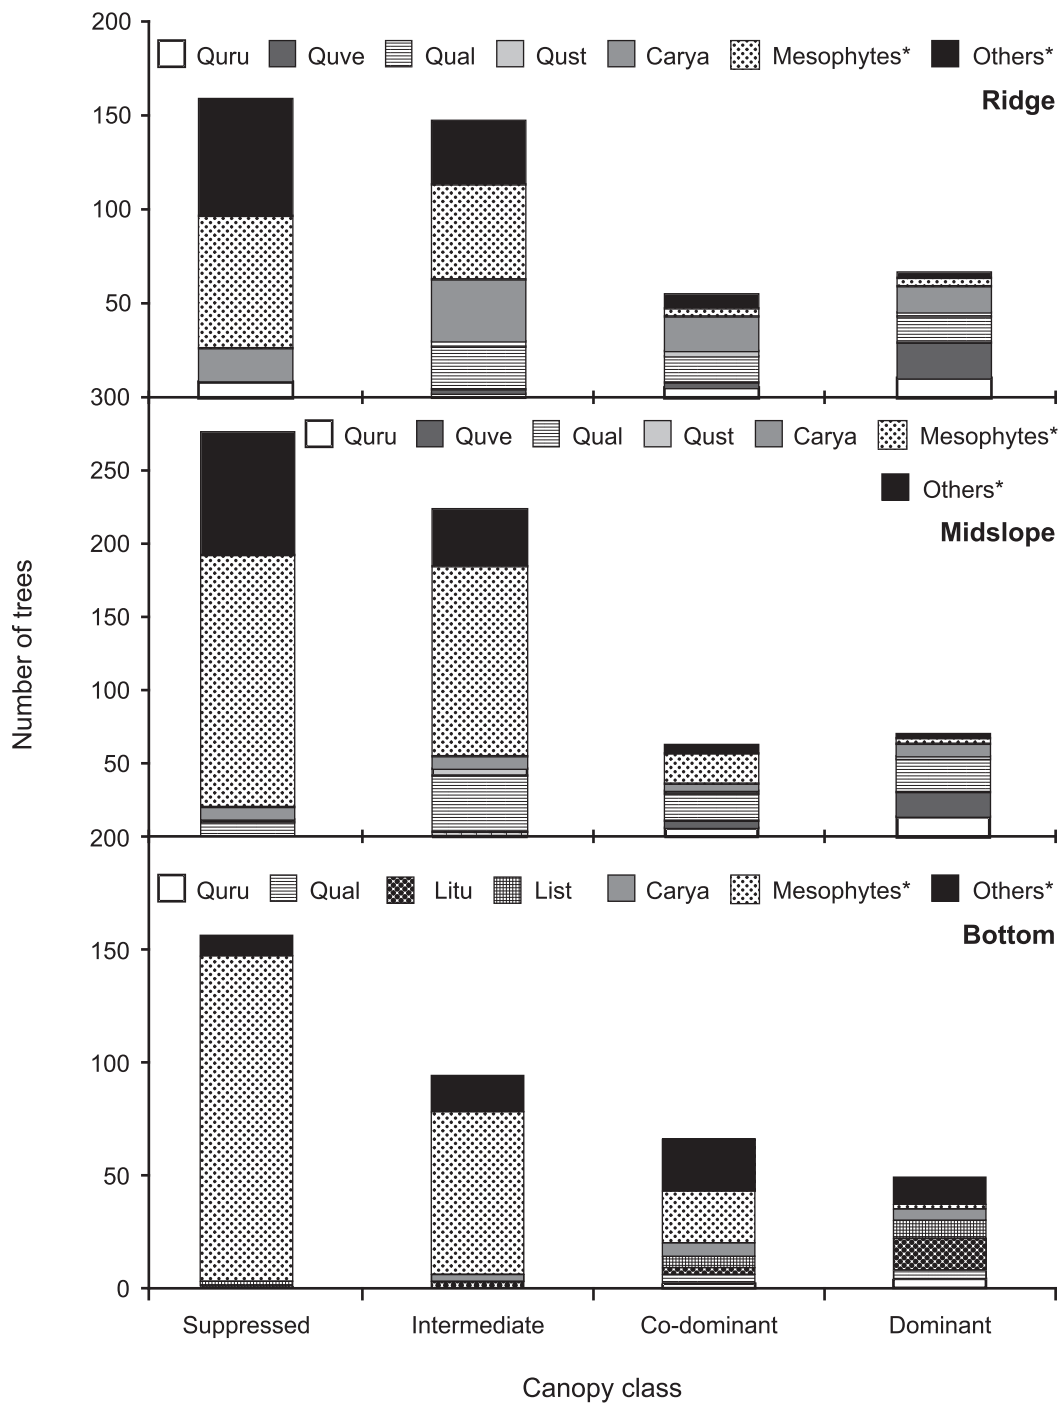 200
Quru Quve Qual Qust Carya Mesophytes* Others*
Ridge
150
100
50
300
Quru Quve Qual Qust Carya Mesophytes*
250
Others*
Midslope
200
150
100
50
200
Number of trees
Quru Qual Litu List Carya Mesophytes* Others*
Bottom
150
100
50
0
Suppressed Intermediate Co-dominant Dominant
Canopy class